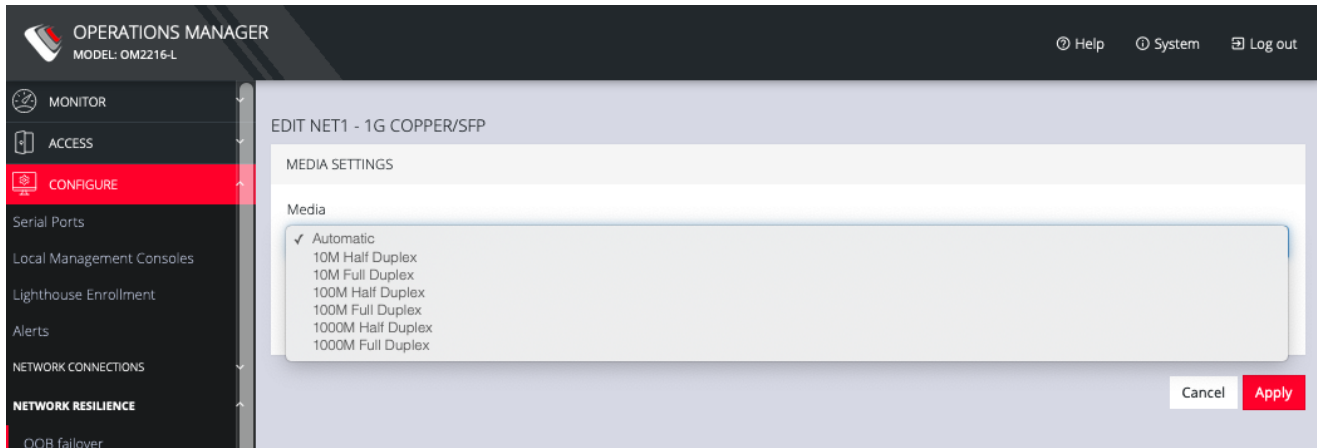 OPERATIONS MANAGER
MODEL: OM2216-L
Help
System
Log out
MONITOR
ACCESS
CONFIGURE
Serial Ports
Local Management Consoles
Lighthouse Enrollment
Alerts
NETWORK CONNECTIONS
NETWORK RESILIENCE
OOB failover
EDIT NET1 - 1G COPPER/SFP
MEDIA SETTINGS
Media
✓ Automatic
10M Half Duplex
10M Full Duplex
100M Half Duplex
100M Full Duplex
1000M Half Duplex
1000M Full Duplex
Cancel
Apply